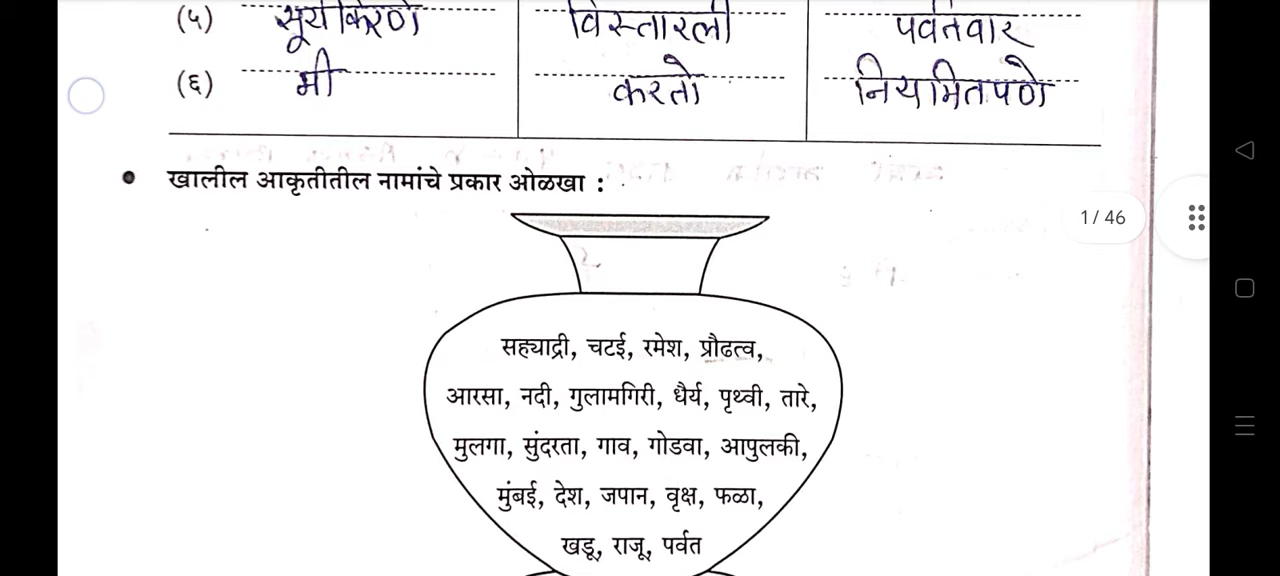 (५) सूर्यकिरणे विस्तारली पर्वतावार
(६) मी करतो नियमितपणे
1 / 46
• खालील आकृतीतील नामांचे प्रकार ओळखा :
सह्याद्री, चटई, रमेश, प्रौढत्व,
आरसा, नदी, गुलामगिरी, धैर्य, पृथ्वी, तारे,
मुलगा, सुंदरता, गाव, गोडवा, आपुलकी,
मुंबई, देश, जपान, वृक्ष, फळा,
खडू, राजू, पर्वत